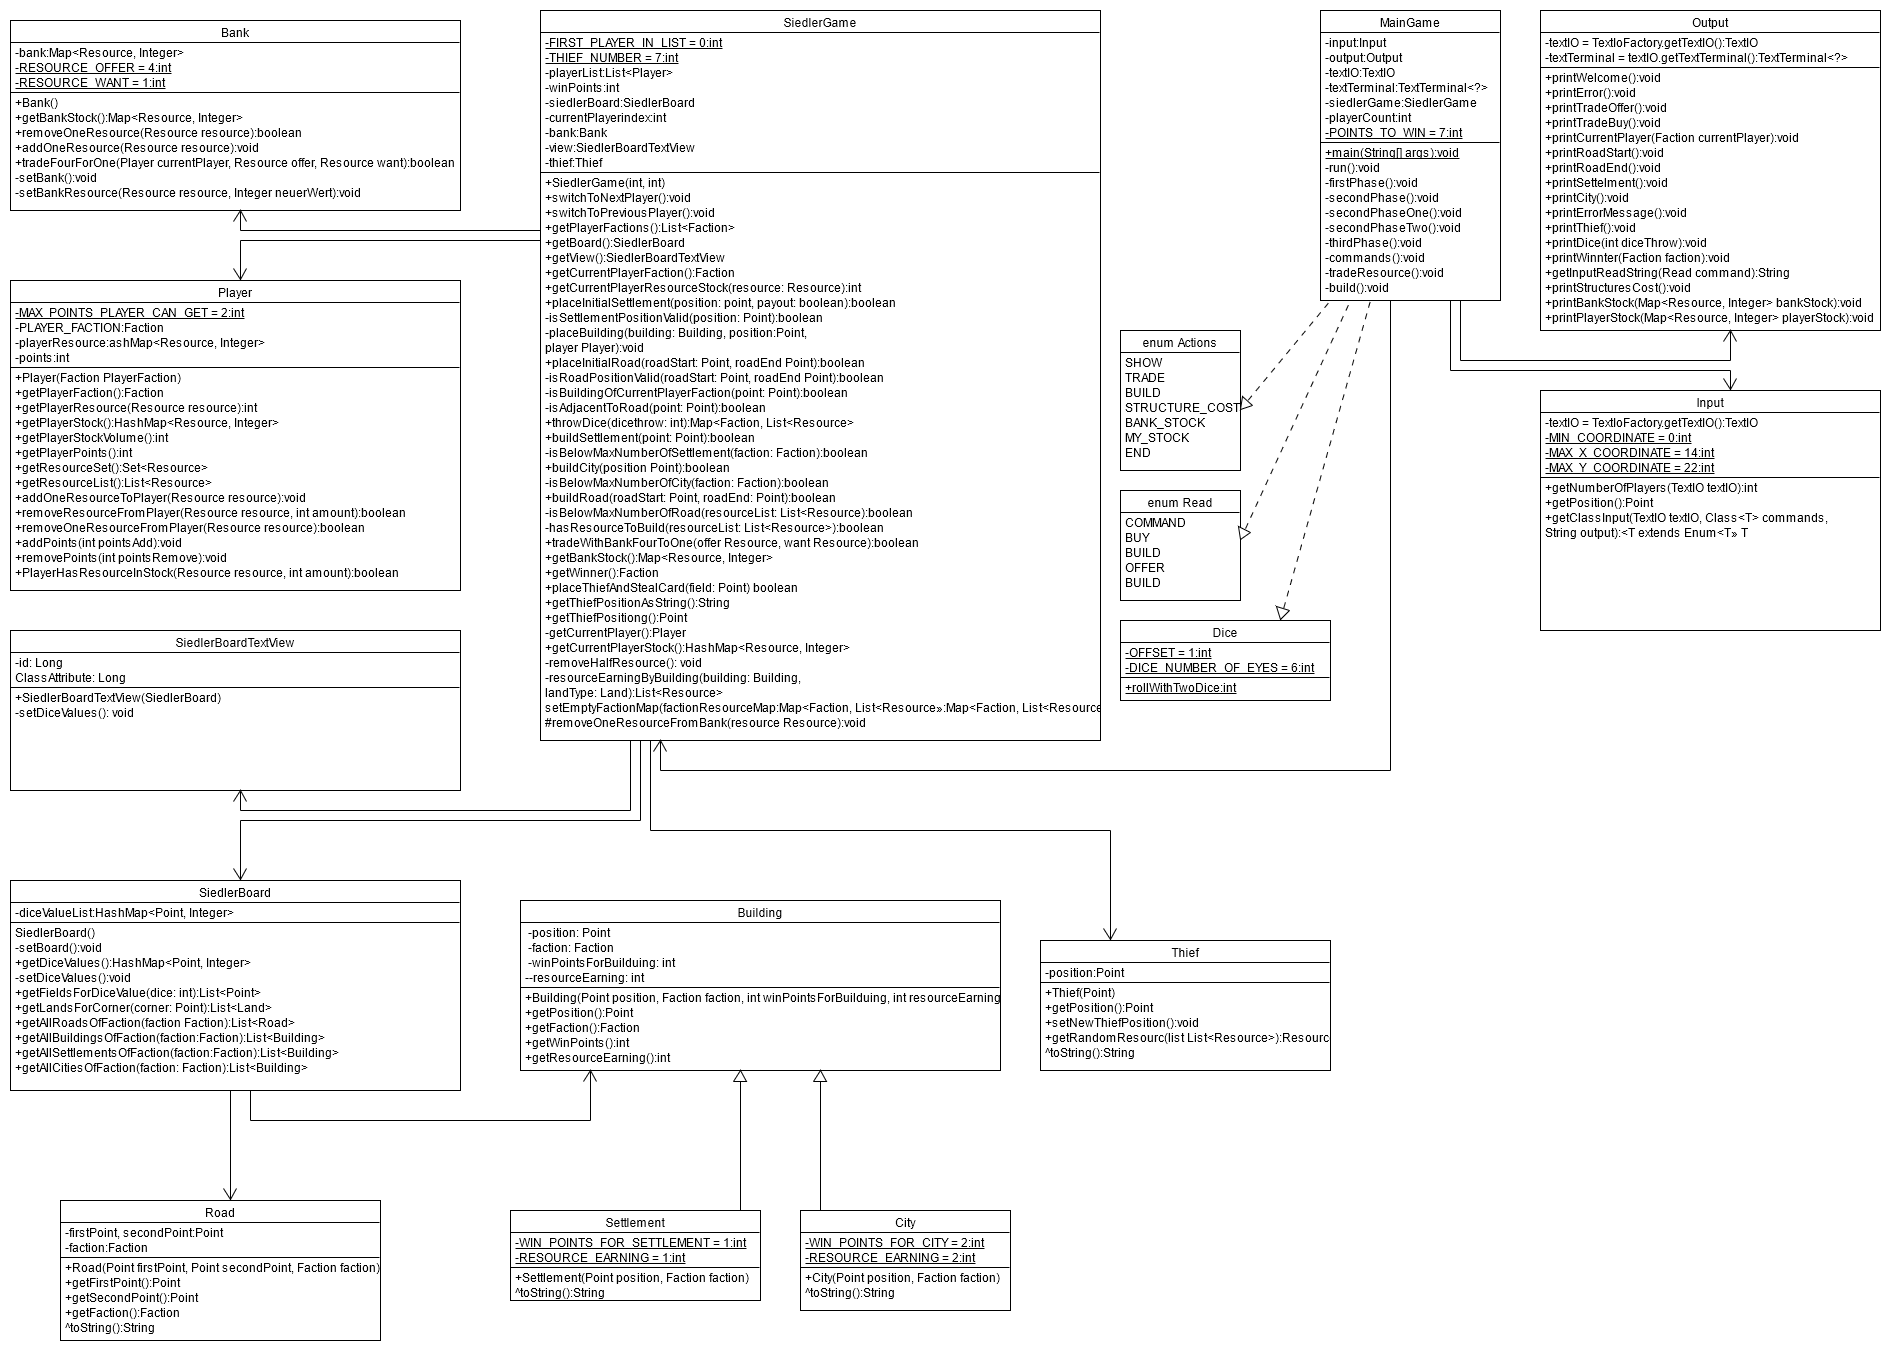 Bank
-bank:Map<Resource, Integer>
-RESOURCE_OFFER = 4:int
-RESOURCE_WANT = 1:int
+Bank()
+getBankStock():Map<Resource, Integer>
+removeOneResource(Resource resource):boolean
+addOneResource(Resource resource):void
+tradeFourForOne(Player currentPlayer, Resource offer, Resource want):boolean
-setBank():void
-setBankResource(Resource resource, Integer neuerWert):void
Player
-MAX_POINTS_PLAYER_CAN_GET = 2:int
-PLAYER_FACTION:Faction
-playerResource:ashMap<Resource, Integer>
-points:int
+Player(Faction PlayerFaction)
+getPlayerFaction():Faction
+getPlayerResource(Resource resource):int
+getPlayerStock():HashMap<Resource, Integer>
+getPlayerStockVolume():int
+getPlayerPoints():int
+getResourceSet():Set<Resource>
+getResourceList():List<Resource>
+addOneResourceToPlayer(Resource resource):void
+removeResourceFromPlayer(Resource resource, int amount):boolean
+removeOneResourceFromPlayer(Resource resource):boolean
+addPoints(int pointsAdd):void
+removePoints(int pointsRemove):void
+PlayerHasResourceInStock(Resource resource, int amount):boolean
SiedlerBoardTextView
-id: Long
ClassAttribute: Long
+SiedlerBoardTextView(SiedlerBoard)
-setDiceValues(): void
SiedlerBoard
-diceValueList:HashMap<Point, Integer>
SiedlerBoard()
-setBoard():void
+getDiceValues():HashMap<Point, Integer>
-setDiceValues():void
+getFieldsForDiceValue(dice: int):List<Point>
+getLandsForCorner(corner: Point):List<Land>
+getAllRoadsOfFaction(faction Faction):List<Road>
+getAllBuildingsOfFaction(faction:Faction):List<Building>
+getAllSettlementsOfFaction(faction:Faction):List<Building>
+getAllCitiesOfFaction(faction: Faction):List<Building>
Road
-firstPoint, secondPoint:Point
-faction:Faction
+Road(Point firstPoint, Point secondPoint, Faction faction)
+getFirstPoint():Point
+getSecondPoint():Point
+getFaction():Faction
^toString():String
SiedlerGame
-FIRST_PLAYER_IN_LIST = 0:int
-THIEF_NUMBER = 7:int
-playerList:List<Player>
-winPoints:int
-siedlerBoard:SiedlerBoard
-currentPlayerindex:int
-bank:Bank
-view:SiedlerBoardTextView
-thief:Thief
+SiedlerGame(int, int)
+switchToNextPlayer():void
+switchToPreviousPlayer():void
+getPlayerFactions():List<Faction>
+getBoard():SiedlerBoard
+getView():SiedlerBoardTextView
+getCurrentPlayerFaction():Faction
+getCurrentPlayerResourceStock(resource: Resource):int
+placeInitialSettlement(position: point, payout: boolean):boolean
-isSettlementPositionValid(position: Point):boolean
-placeBuilding(building: Building, position:Point,
player Player):void
+placeInitialRoad(roadStart: Point, roadEnd Point):boolean
-isRoadPositionValid(roadStart: Point, roadEnd Point):boolean
-isBuildingOfCurrentPlayerFaction(point: Point):boolean
-isAdjacentToRoad(point: Point):boolean
+throwDice(dicethrow: int):Map<Faction, List<Resource>
+buildSettlement(point: Point):boolean
-isBelowMaxNumberOfSettlement(faction: Faction):boolean
+buildCity(position Point):boolean
-isBelowMaxNumberOfCity(faction: Faction):boolean
+buildRoad(roadStart: Point, roadEnd: Point):boolean
-isBelowMaxNumberOfRoad(resourceList: List<Resource):boolean
-hasResourceToBuild(resourceList: List<Resource>):boolean
+tradeWithBankFourToOne(offer Resource, want Resource):boolean
+getBankStock():Map<Resource, Integer>
+getWinner():Faction
+placeThiefAndStealCard(field: Point) boolean
+getThiefPositionAsString():String
+getThiefPositiong():Point
-getCurrentPlayer():Player
+getCurrentPlayerStock():HashMap<Resource, Integer>
-removeHalfResource(): void
-resourceEarningByBuilding(building: Building,
landType: Land):List<Resource>
setEmptyFactionMap(factionResourceMap:Map<Faction, List<Resource»:Map<Faction, List<Resource
#removeOneResourceFromBank(resource Resource):void
Building
-position: Point
-faction: Faction
-winPointsForBuilduing: int
--resourceEarning: int
+Building(Point position, Faction faction, int winPointsForBuilduing, int resourceEarning
+getPosition():Point
+getFaction():Faction
+getWinPoints():int
+getResourceEarning():int
Settlement
-WIN_POINTS_FOR_SETTLEMENT = 1:int
-RESOURCE_EARNING = 1:int
+Settlement(Point position, Faction faction)
^toString():String
City
-WIN_POINTS_FOR_CITY = 2:int
-RESOURCE_EARNING = 2:int
+City(Point position, Faction faction)
^toString():String
Thief
-position:Point
+Thief(Point)
+getPosition():Point
+setNewThiefPosition():void
+getRandomResourc(list List<Resource>):Resourc
^toString():String
MainGame
-input:Input
-output:Output
-textIO:TextIO
-textTerminal:TextTerminal<?>
-siedlerGame:SiedlerGame
-playerCount:int
-POINTS_TO_WIN = 7:int
+main(String[] args):void
-run():void
-firstPhase():void
-secondPhase():void
-secondPhaseOne():void
-secondPhaseTwo():void
-thirdPhase():void
-commands():void
-tradeResource():void
-build():void
enum Actions
SHOW
TRADE
BUILD
STRUCTURE_COST
BANK_STOCK
MY_STOCK
END
enum Read
COMMAND
BUY
BUILD
OFFER
BUILD
Dice
-OFFSET = 1:int
-DICE_NUMBER_OF_EYES = 6:int
+rollWithTwoDice:int
Output
-textIO = TextIoFactory.getTextIO():TextIO
-textTerminal = textIO.getTextTerminal():TextTerminal<?>
+printWelcome():void
+printError():void
+printTradeOffer():void
+printTradeBuy():void
+printCurrentPlayer(Faction currentPlayer):void
+printRoadStart():void
+printRoadEnd():void
+printSettelment():void
+printCity():void
+printErrorMessage():void
+printThief():void
+printDice(int diceThrow):void
+printWinnter(Faction faction):void
+getInputReadString(Read command):String
+printStructuresCost():void
+printBankStock(Map<Resource, Integer> bankStock):void
+printPlayerStock(Map<Resource, Integer> playerStock):void
Input
-textIO = TextIoFactory.getTextIO():TextIO
-MIN_COORDINATE = 0:int
-MAX_X_COORDINATE = 14:int
-MAX_Y_COORDINATE = 22:int
+getNumberOfPlayers(TextIO textIO):int
+getPosition():Point
+getClassInput(TextIO textIO, Class<T> commands,
String output):<T extends Enum<T» T